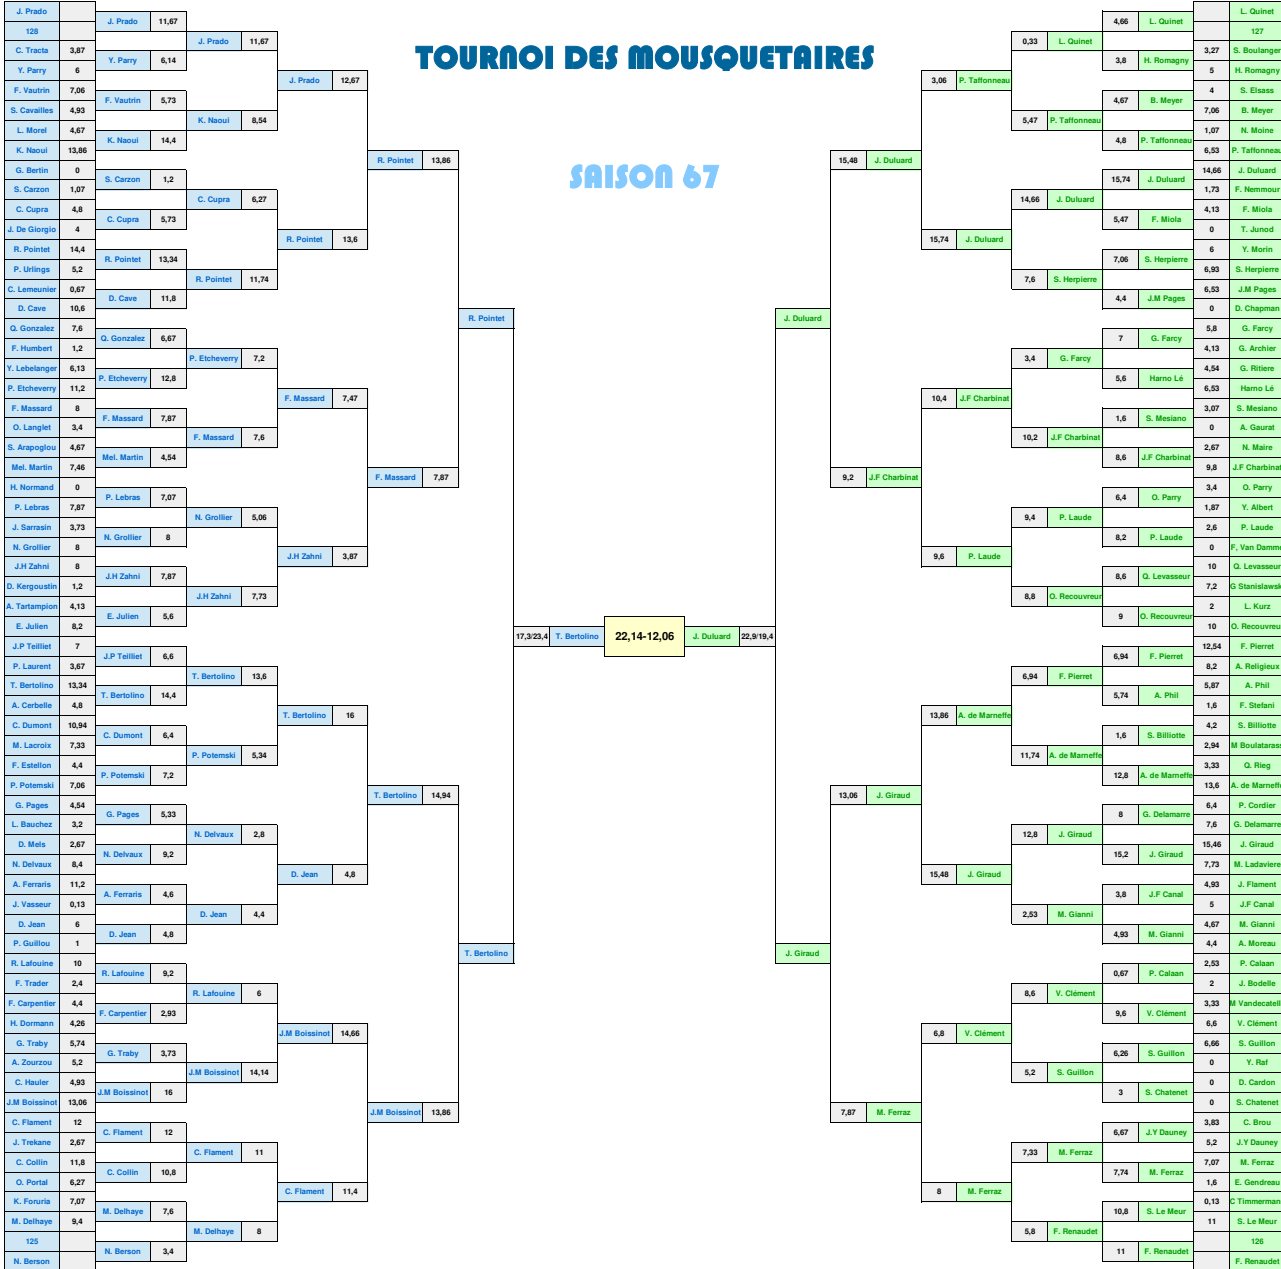 TOURNOI DES MOUSQUETAIRES
SAISON 67
J. Prado
128
C. Tracta 3,87
Y. Parry 6
F. Vautrin 7,06
S. Cavailles 4,93
L. Morel 4,67
K. Naoui 13,86
G. Bertin 0
S. Carzon 1,07
C. Cupra 4,8
J. De Giorgio 4
R. Pointet 14,4
P. Urlings 5,2
C. Lemeunier 0,67
D. Cave 10,6
Q. Gonzalez 7,6
F. Humbert 1,2
Y. Lebelanger 6,13
P. Etcheverry 11,2
F. Massard 8
O. Langlet 3,4
S. Arapoglou 4,67
Mel. Martin 7,46
H. Normand 0
P. Lebras 7,87
J. Sarrasin 3,73
N. Grollier 8
J.H Zahni 8
D. Kergoustin 1,2
A. Tartampion 4,13
E. Julien 8,2
J.P Teilliet 7
P. Laurent 3,67
T. Bertolino 13,34
A. Cerbelle 4,8
C. Dumont 10,94
M. Lacroix 7,33
F. Estellon 4,4
P. Potemski 7,06
G. Pages 4,54
L. Bauchez 3,2
D. Mels 2,67
N. Delvaux 8,4
A. Ferraris 11,2
J. Vasseur 0,13
D. Jean 6
P. Guillou 1
R. Lafouine 10
F. Trader 2,4
F. Carpentier 4,4
H. Dormann 4,26
G. Traby 5,74
A. Zourzou 5,2
C. Hauler 4,93
J.M Boissinot 13,06
C. Flament 12
J. Trekane 2,67
C. Collin 11,8
O. Portal 6,27
K. Foruria 7,07
M. Delhaye 9,4
125
N. Berson
J. Prado 11,67
Y. Parry 6,14
F. Vautrin 5,73
K. Naoui 14,4
S. Carzon 1,2
C. Cupra 5,73
R. Pointet 13,34
D. Cave 11,8
Q. Gonzalez 6,67
P. Etcheverry 12,8
F. Massard 7,87
Mel. Martin 4,54
P. Lebras 7,07
N. Grollier 8
J.H Zahni 7,87
E. Julien 5,6
J.P Teilliet 6,6
T. Bertolino 14,4
C. Dumont 6,4
P. Potemski 7,2
G. Pages 5,33
N. Delvaux 9,2
A. Ferraris 4,6
D. Jean 4,8
R. Lafouine 9,2
F. Carpentier 2,93
G. Traby 3,73
J.M Boissinot 16
C. Flament 12
C. Collin 10,8
M. Delhaye 7,6
N. Berson 3,4
J. Prado 11,67
K. Naoui 8,54
C. Cupra 6,27
R. Pointet 11,74
P. Etcheverry 7,2
F. Massard 7,6
N. Grollier 5,06
J.H Zahni 7,73
T. Bertolino 13,6
P. Potemski 5,34
N. Delvaux 2,8
D. Jean 4,4
R. Lafouine 6
J.M Boissinot 14,14
C. Flament 11
M. Delhaye 8
J. Prado 12,67
R. Pointet 13,6
F. Massard 7,47
J.H Zahni 3,87
T. Bertolino 16
D. Jean 4,8
J.M Boissinot 14,66
C. Flament 11,4
R. Pointet 13,86
F. Massard 7,87
T. Bertolino 14,94
J.M Boissinot 13,86
R. Pointet
T. Bertolino
17,3/23,4 T. Bertolino 22,14-12,06 J. Duluard 22,9/19,4
J. Duluard
J. Giraud
15,48 J. Duluard
9,2 J.F Charbinat
13,06 J. Giraud
7,87 M. Ferraz
3,06 P. Taffonneau
15,74 J. Duluard
10,4 J.F Charbinat
9,6 P. Laude
13,86 A. de Marneffe
15,48 J. Giraud
6,8 V. Clément
8 M. Ferraz
0,33 L. Quinet
5,47 P. Taffonneau
14,66 J. Duluard
7,6 S. Herpierre
3,4 G. Farcy
10,2 J.F Charbinat
9,4 P. Laude
8,8 O. Recouvreur
6,94 F. Pierret
11,74 A. de Marneffe
12,8 J. Giraud
2,53 M. Gianni
8,6 V. Clément
5,2 S. Guillon
7,33 M. Ferraz
5,8 F. Renaudet
4,66 L. Quinet
3,8 H. Romagny
4,67 B. Meyer
4,8 P. Taffonneau
15,74 J. Duluard
5,47 F. Miola
7,06 S. Herpierre
4,4 J.M Pages
7 G. Farcy
5,6 Harno Lé
1,6 S. Mesiano
8,6 J.F Charbinat
6,4 O. Parry
8,2 P. Laude
8,6 Q. Levasseur
9 O. Recouvreur
6,94 F. Pierret
5,74 A. Phil
1,6 S. Billiotte
12,8 A. de Marneffe
8 G. Delamarre
15,2 J. Giraud
3,8 J.F Canal
4,93 M. Gianni
0,67 P. Calaan
9,6 V. Clément
6,26 S. Guillon
3 S. Chatenet
6,67 J.Y Dauney
7,74 M. Ferraz
10,8 S. Le Meur
11 F. Renaudet
L. Quinet
127
3,27 S. Boulanger
5 H. Romagny
4 S. Elsass
7,06 B. Meyer
1,07 N. Moine
6,53 P. Taffonneau
14,66 J. Duluard
1,73 F. Nemmour
4,13 F. Miola
0 T. Junod
6 Y. Morin
6,93 S. Herpierre
6,53 J.M Pages
0 D. Chapman
5,8 G. Farcy
4,13 G. Archier
4,54 G. Ritiere
6,53 Harno Lé
3,07 S. Mesiano
0 A. Gaurat
2,67 N. Maire
9,8 J.F Charbinat
3,4 O. Parry
1,87 Y. Albert
2,6 P. Laude
0 F, Van Damme
10 Q. Levasseur
7,2 G Stanislawsk
2 L. Kurz
10 O. Recouvreu
12,54 F. Pierret
8,2 A. Religieux
5,87 A. Phil
1,6 F. Stefani
4,2 S. Billiotte
2,94 M Boulatarass
3,33 Q. Rieg
13,6 A. de Marneffe
6,4 P. Cordier
7,6 G. Delamarre
15,46 J. Giraud
7,73 M. Ladaviere
4,93 J. Flament
5 J.F Canal
4,67 M. Gianni
4,4 A. Moreau
2,53 P. Calaan
2 J. Bodelle
3,33 M Vandecatell
6,6 V. Clément
6,66 S. Guillon
0 Y. Raf
0 D. Cardon
0 S. Chatenet
3,83 C. Brou
5,2 J.Y Dauney
7,07 M. Ferraz
1,6 E. Gendreau
0,13 C Timmerman
11 S. Le Meur
126
F. Renaudet